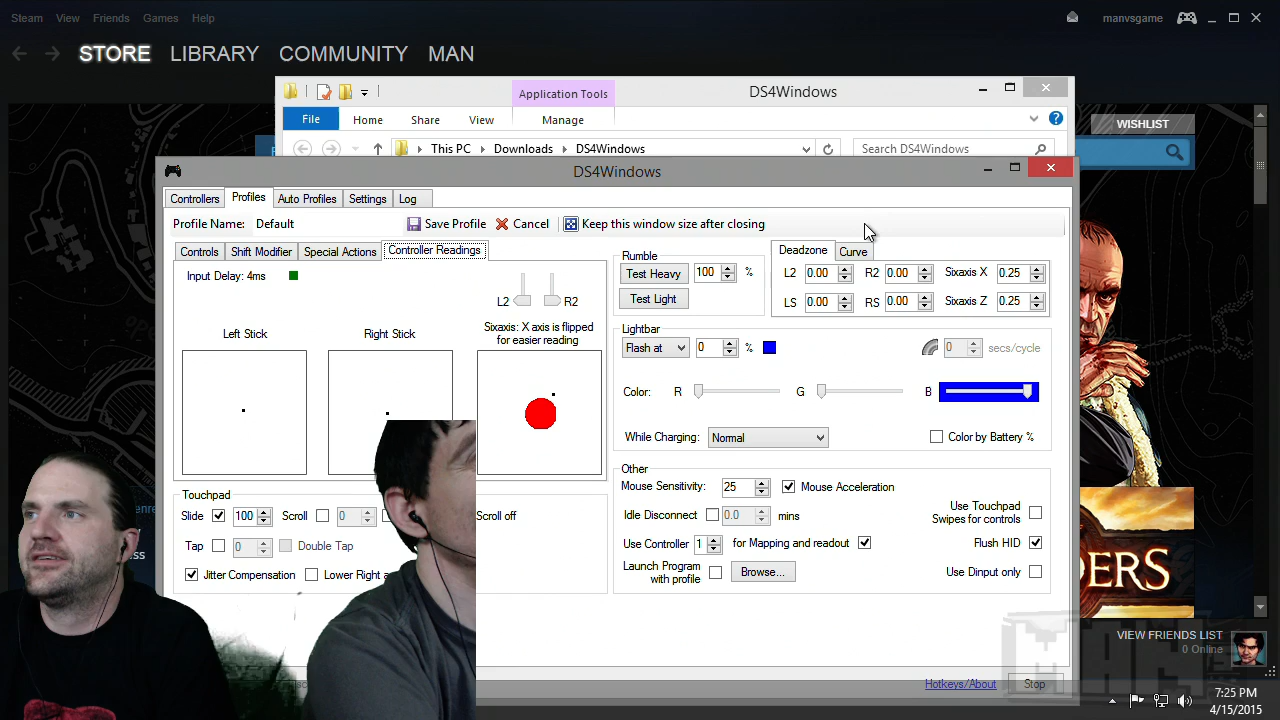 Steam View Friends Games Help
manvsgame
STORE LIBRARY COMMUNITY MAN
Application Tools DS4Windows
File Home Share View Manage
This PC Downloads DS4Windows Search DS4Windows
WISHLIST
DS4Windows
Controllers Profiles Auto Profiles Settings Log
Profile Name: Default Save Profile Cancel Keep this window size after closing
Controls Shift Modifier Special Actions Controller Readings
Input Delay: 4ms
L2 R2
Left Stick Right Stick Sixaxis: X axis is flipped
for easier reading
Rumble
Test Heavy 100 %
Test Light
Deadzone Curve
L2 0.00 R2 0.00 Sixaxis X 0.25
LS 0.00 RS 0.00 Sixaxis Z 0.25
Lightbar
Flash at 0 % 0 secs/cycle
Color: R G B
While Charging: Normal Color by Battery %
Touchpad
Slide 100 Scroll 0 Scroll off
Tap 0 Double Tap
Jitter Compensation Lower Right a
Other
Mouse Sensitivity: 25 Mouse Acceleration
Idle Disconnect 0.0 mins
Use Controller 1 for Mapping and readout
Launch Program
with profile Browse...
Use Touchpad
Swipes for controls
Flush HID
Use Dinput only
Hotkeys/About Stop
DERS
VIEW FRIENDS LIST
0 Online
7:25 PM
4/15/2015